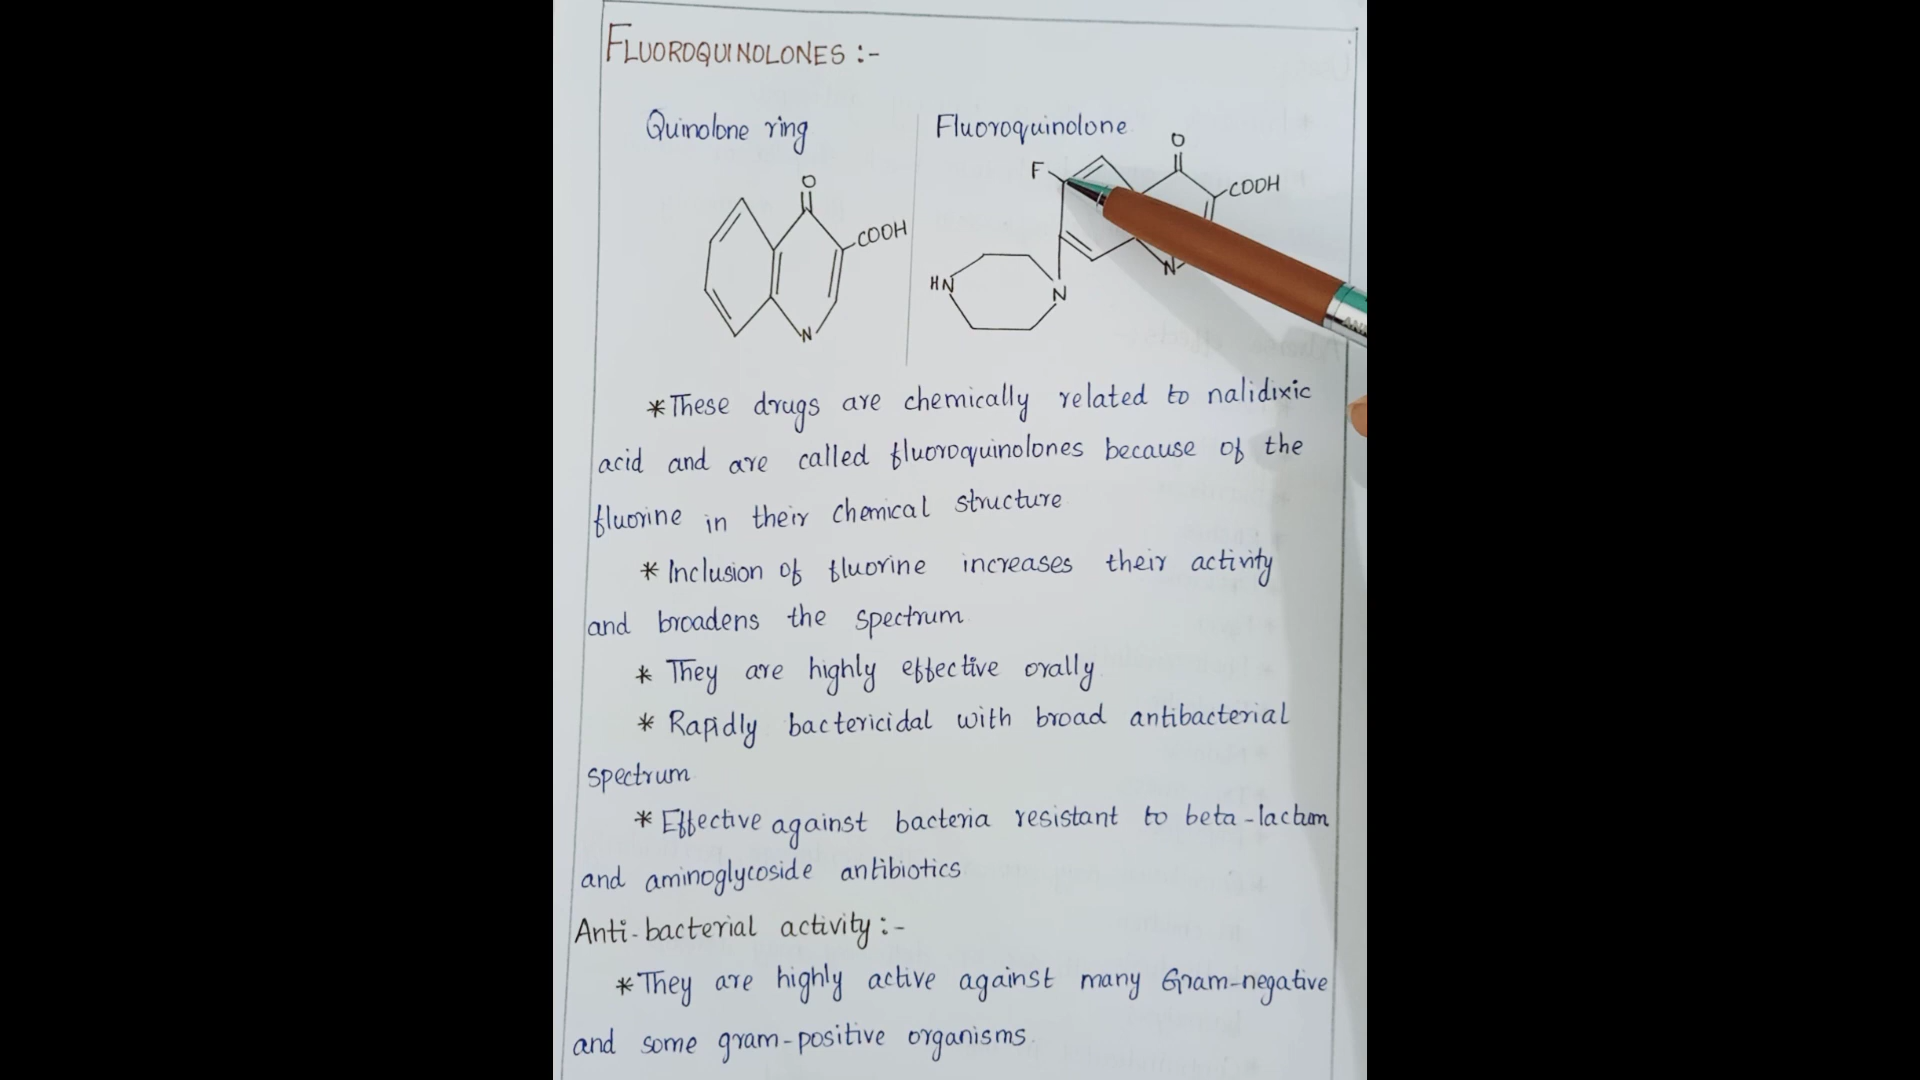 FLUOROQUINOLONES :-
Quinolone ring
Fluoroquinolone
O
COOH
N
O
F
COOH
HN
N
N
*These drugs are chemically related to nalidixic
acid and are called fluoroquinolones because of the
fluorine in their chemical structure
* Inclusion of fluorine increases their activity
and broadens the spectrum
* They are highly effective orally
* Rapidly bactericidal with broad antibacterial
spectrum
* Effective against bacteria resistant to beta-lactum
and aminoglycoside antibiotics
Anti-bacterial activity :-
*They are highly active against many Gram-negative
and some gram-positive organisms.